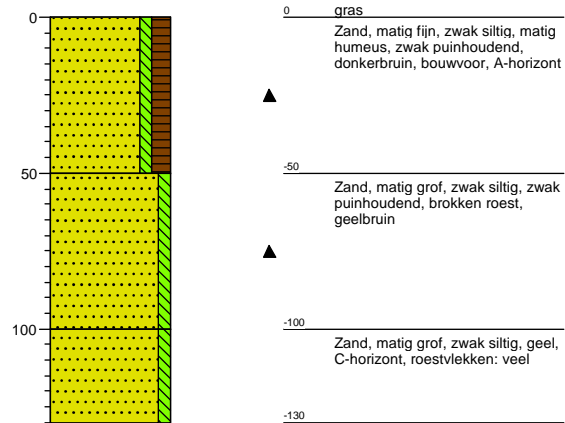 0
0
gras
Zand, matig fijn, zwak siltig, matig
humeus, zwak puinhoudend,
donkerbruin, bouwvoor, A-horizont
50
-50
Zand, matig grof, zwak siltig, zwak
puinhoudend, brokken roest,
geelbruin
100
-100
Zand, matig grof, zwak siltig, geel,
C-horizont, roestvlekken: veel
-130